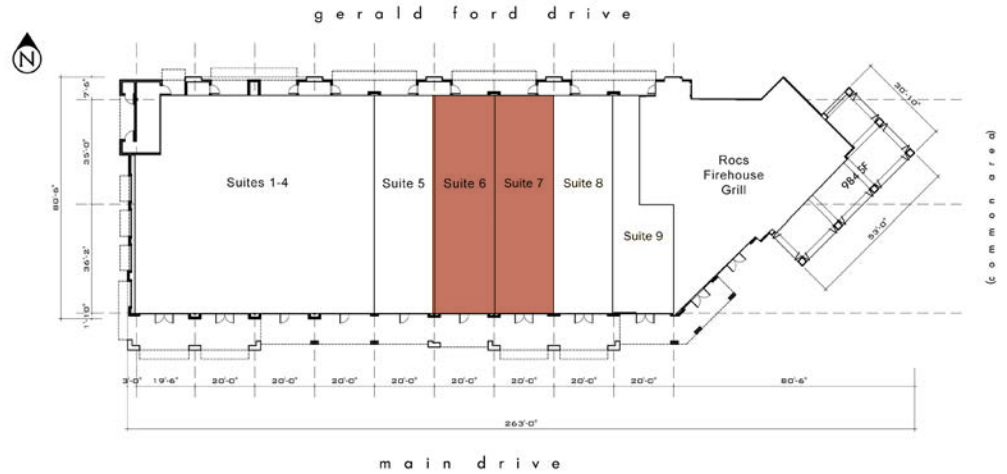 gerald ford drive
N
7'-6"
35'-0"
80'-6"
36'-2"
1'-10"
Suites 1-4
Suite 5
Suite 6
Suite 7
Suite 8
Suite 9
Rocs
Firehouse
Grill
984 SF
20'-10"
53'-0"
(common area)
3'-0" 19'-6" 20'-0" 20'-0" 20'-0" 20'-0" 20'-0" 20'-0" 20'-0" 20'-0" 80'-6"
263'-0"
main drive